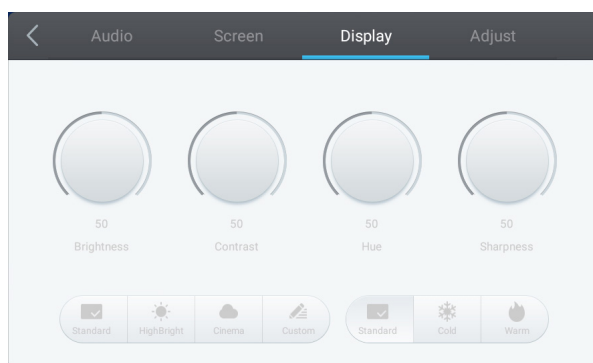 Audio Screen Display Adjust
50 50 50 50
Brightness Contrast Hue Sharpness
Standard HighBright Cinema Custom Standard Cold Warm